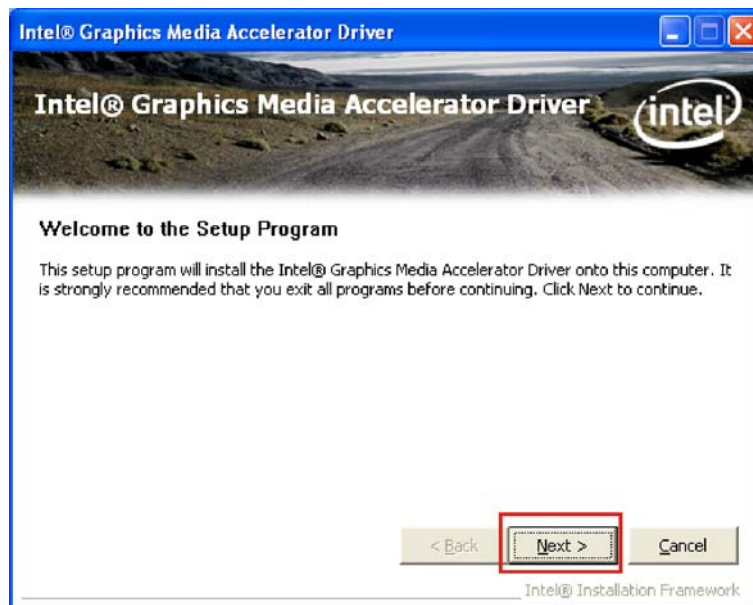 Intel® Graphics Media Accelerator Driver
Intel® Graphics Media Accelerator Driver
intel
Welcome to the Setup Program
This setup program will install the Intel® Graphics Media Accelerator Driver onto this computer. It
is strongly recommended that you exit all programs before continuing. Click Next to continue.
< Back Next > Cancel
Intel® Installation Framework